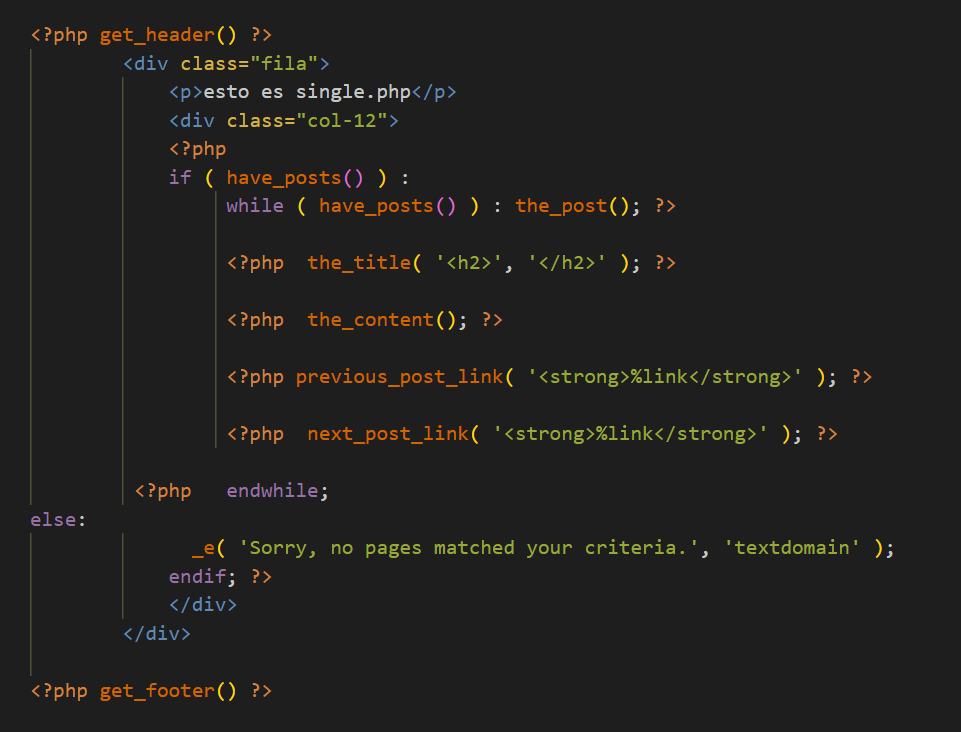 <?php get_header() ?>
<div class="fila">
<p>esto es single.php</p>
<div class="col-12">
<?php
if ( have_posts() ) :
while ( have_posts() ) : the_post(); ?>
<?php  the_title( '<h2>', '</h2>' ); ?>
<?php  the_content(); ?>
<?php previous_post_link( '<strong>%link</strong>' ); ?>
<?php  next_post_link( '<strong>%link</strong>' ); ?>
<?php   endwhile;
else:
_e( 'Sorry, no pages matched your criteria.', 'textdomain' );
endif; ?>
</div>
</div>
<?php get_footer() ?>